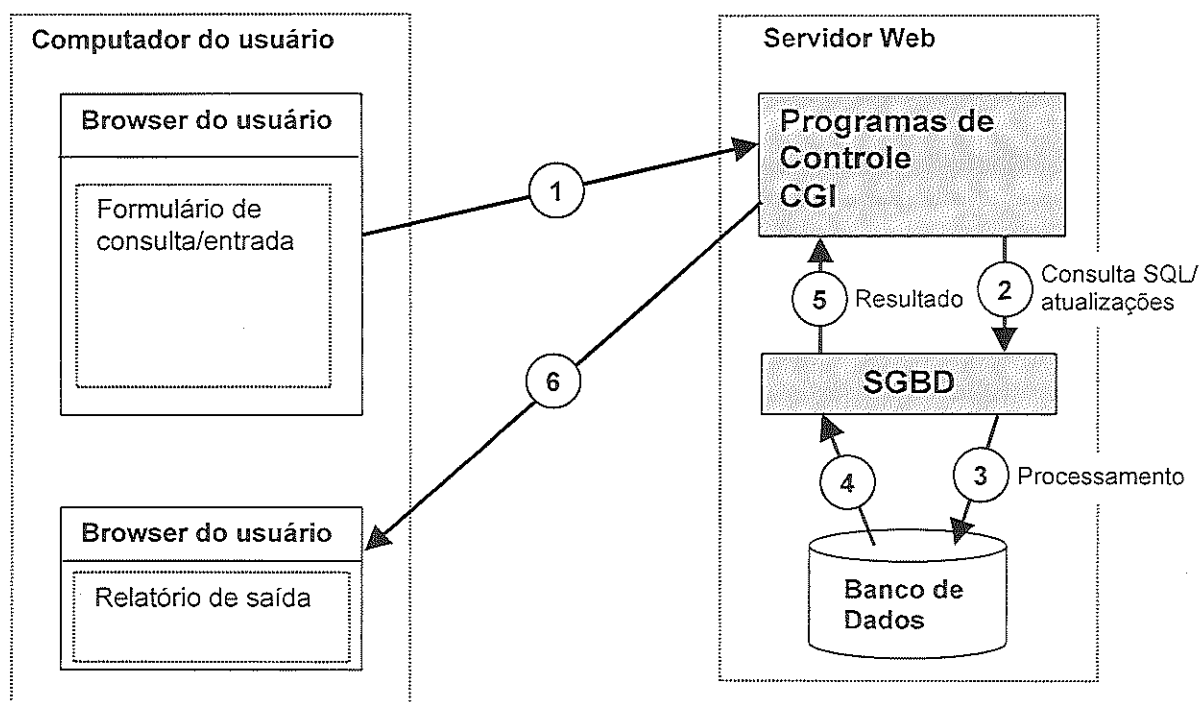 Computador do usuário
Browser do usuário
Formulário de
consulta/entrada
1
Servidor Web
Programas de
Controle
CGI
5
Resultado
2
Consulta SQL/
atualizações
6
SGBD
4
3
Processamento
Banco de
Dados
Browser do usuário
Relatório de saída